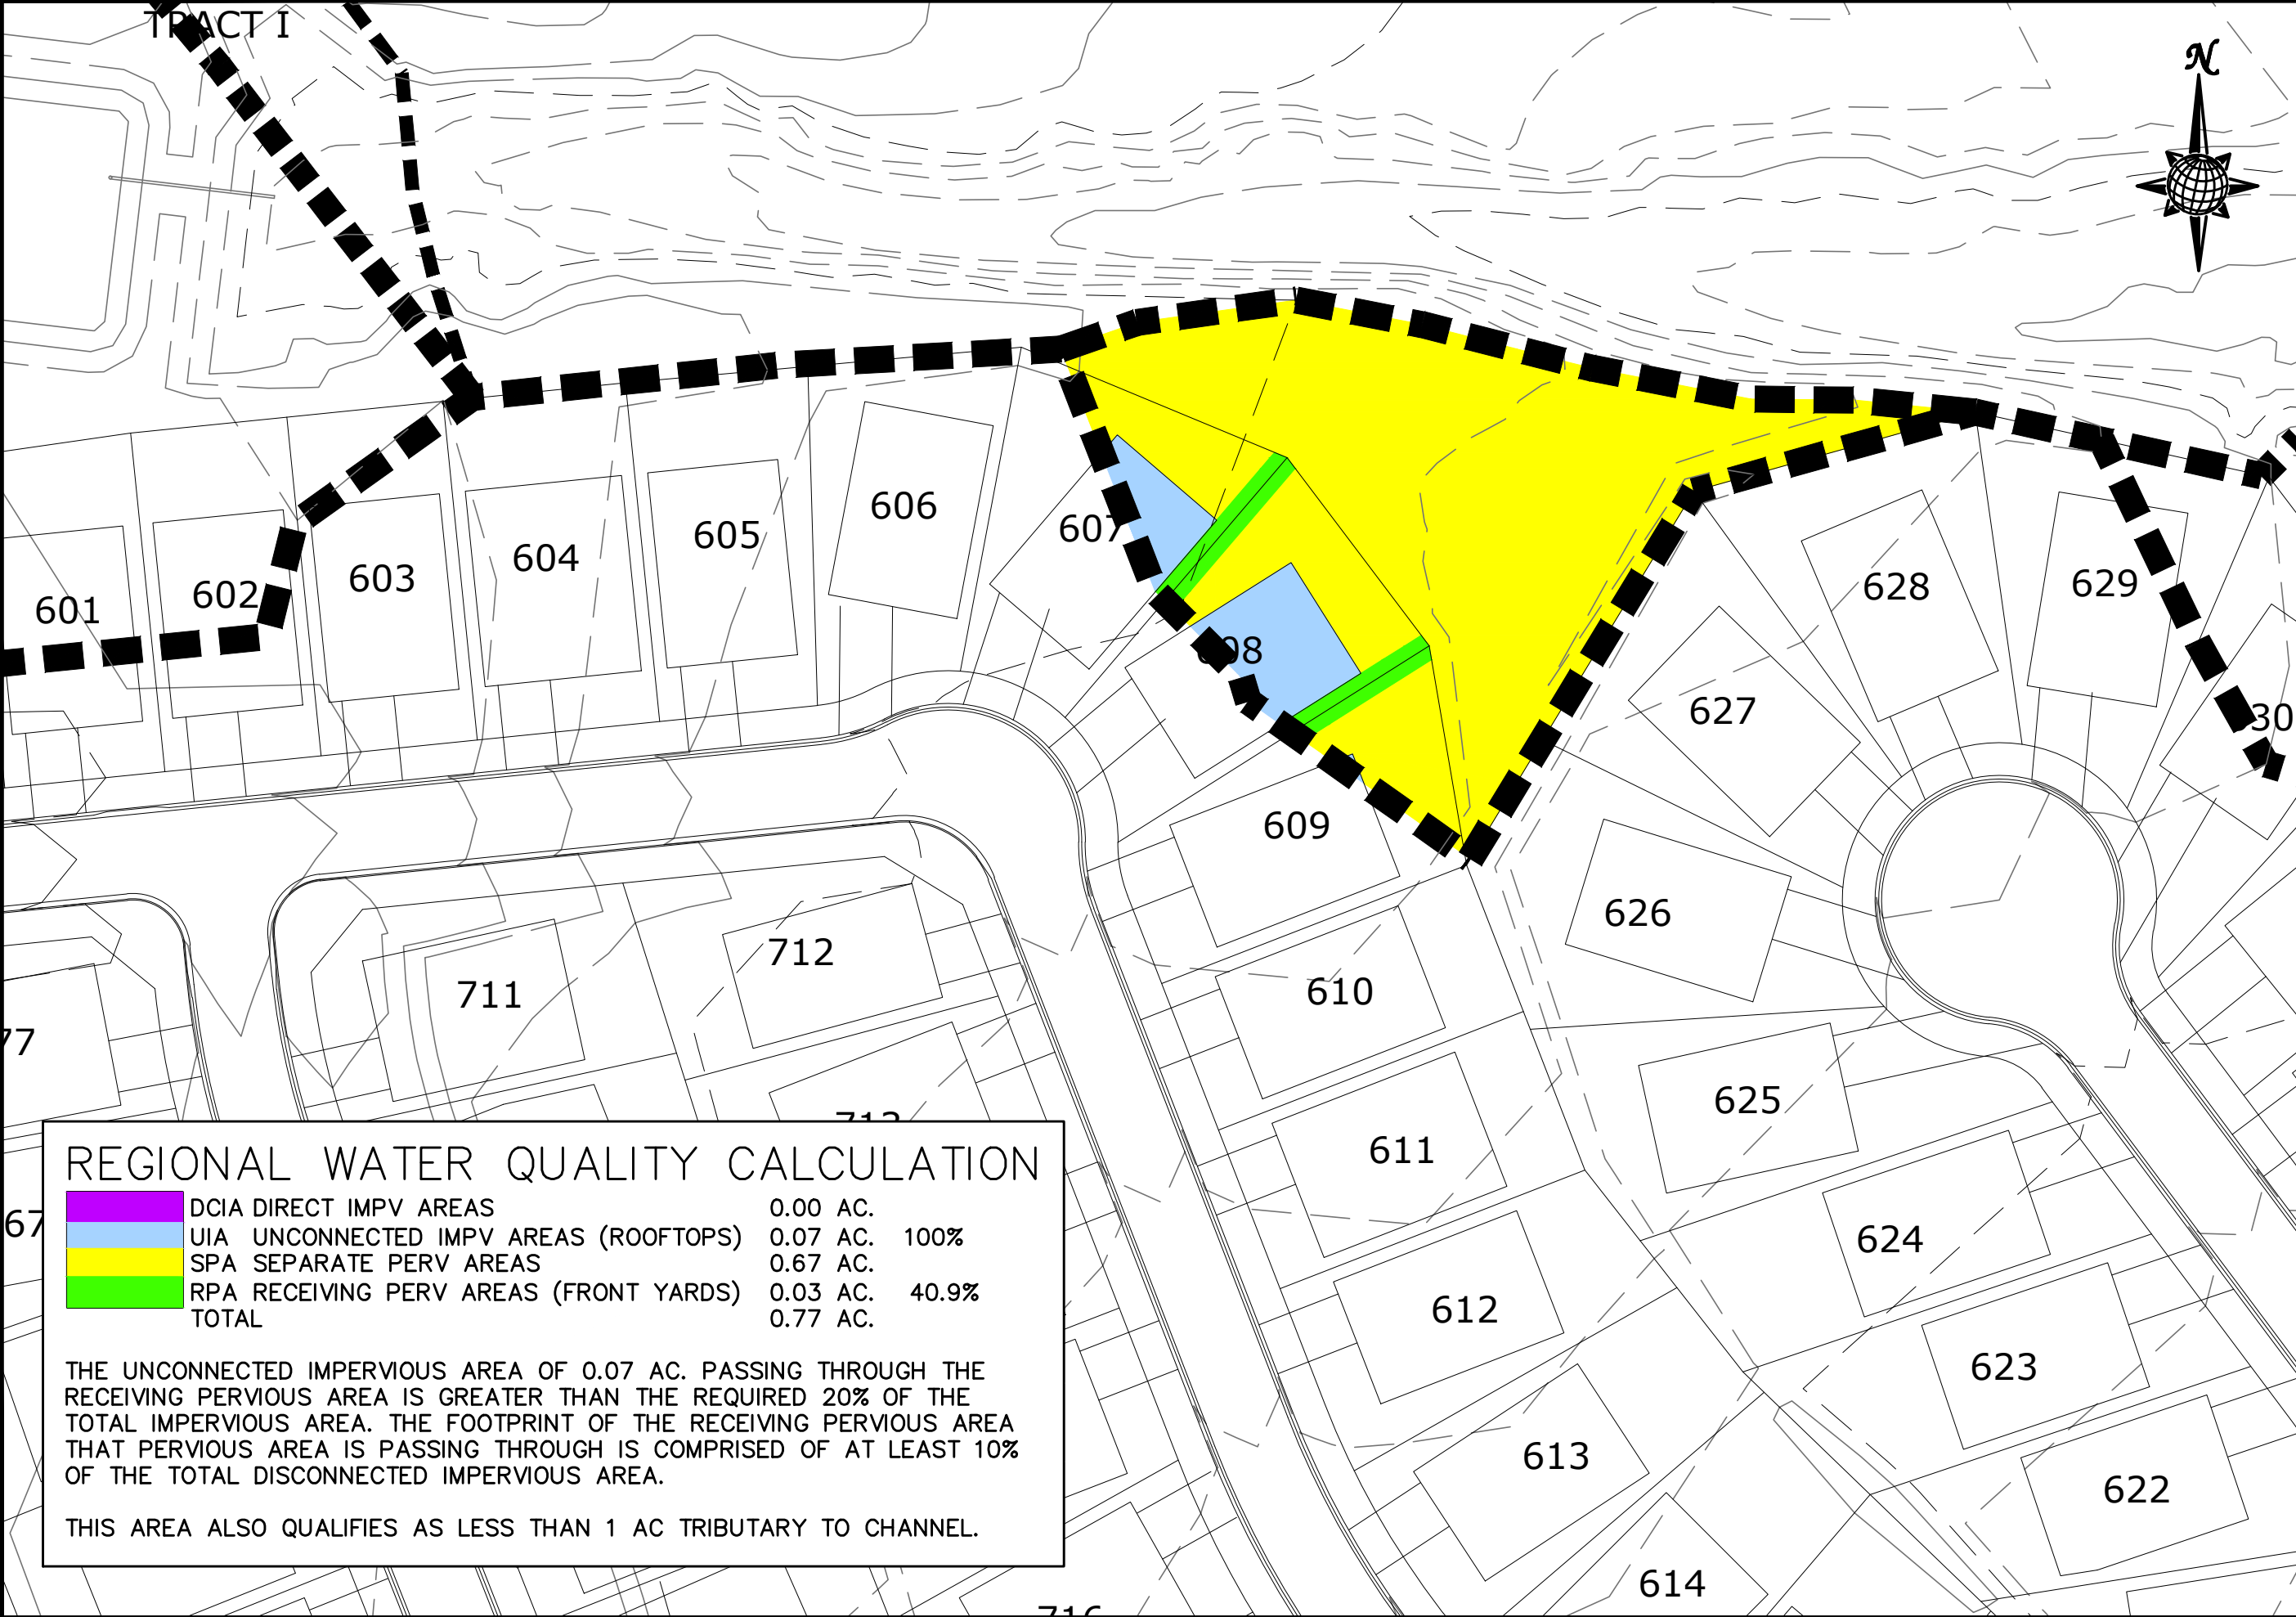 TRACT I
N
606
607
605
604
603
602
601
608
628
629
627
609
626
712
711
610
77
625
611
624
612
623
613
622
614
REGIONAL WATER QUALITY CALCULATION
DCIA DIRECT IMPV AREAS 0.00 AC.
UIA UNCONNECTED IMPV AREAS (ROOFTOPS) 0.07 AC. 100%
SPA SEPARATE PERV AREAS 0.67 AC.
RPA RECEIVING PERV AREAS (FRONT YARDS) 0.03 AC. 40.9%
TOTAL 0.77 AC.
THE UNCONNECTED IMPERVIOUS AREA OF 0.07 AC. PASSING THROUGH THE
RECEIVING PERVIOUS AREA IS GREATER THAN THE REQUIRED 20% OF THE
TOTAL IMPERVIOUS AREA. THE FOOTPRINT OF THE RECEIVING PERVIOUS AREA
THAT PERVIOUS AREA IS PASSING THROUGH IS COMPRISED OF AT LEAST 10%
OF THE TOTAL DISCONNECTED IMPERVIOUS AREA.
THIS AREA ALSO QUALIFIES AS LESS THAN 1 AC TRIBUTARY TO CHANNEL.